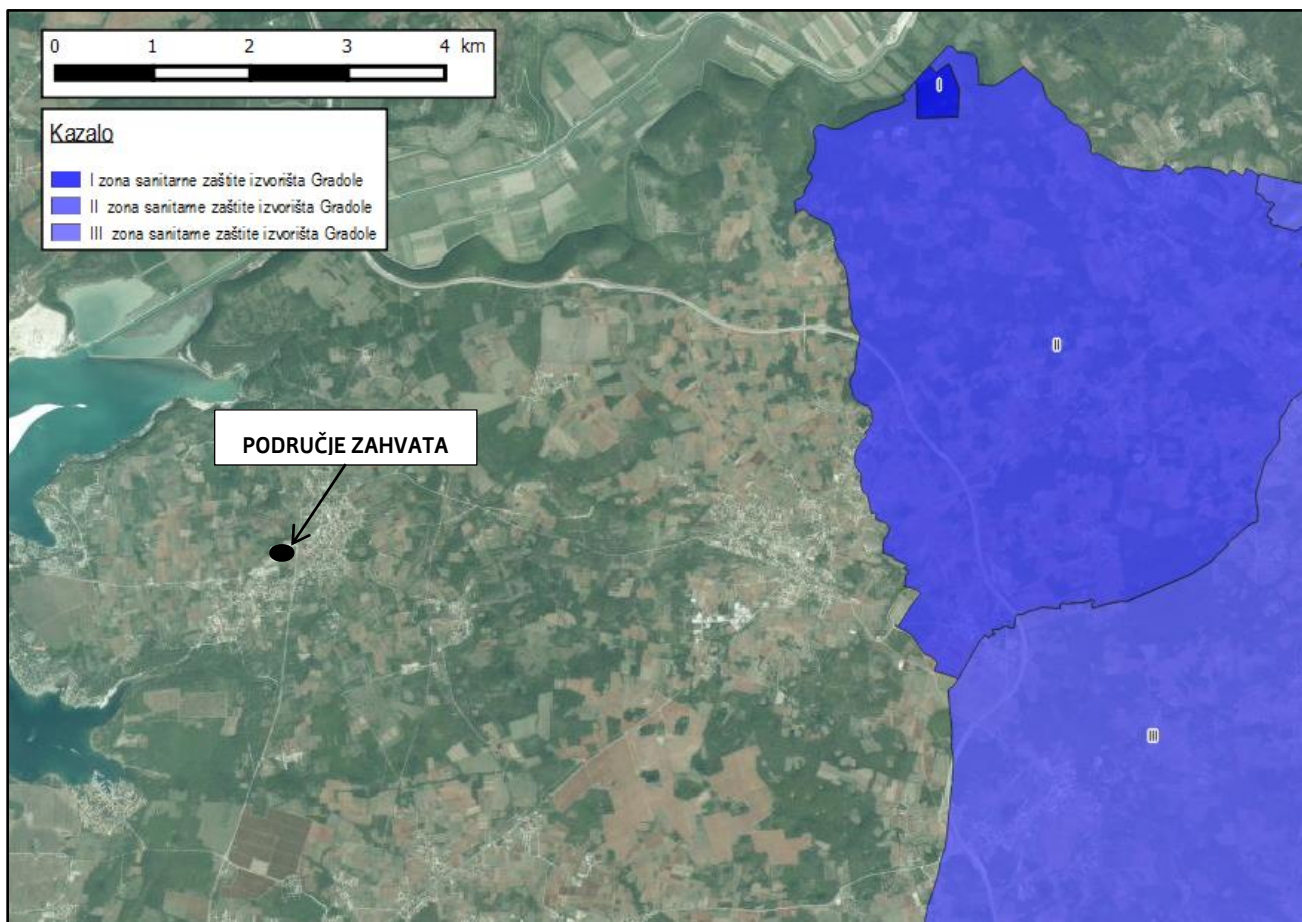 0 1 2 3 4 km
Kazalo
I zona sanitarne zaštite izvorišta Gradole
II zona sanitarne zaštite izvorišta Gradole
III zona sanitarne zaštite izvorišta Gradole
I
II
PODRUČJE ZAHVATA
III